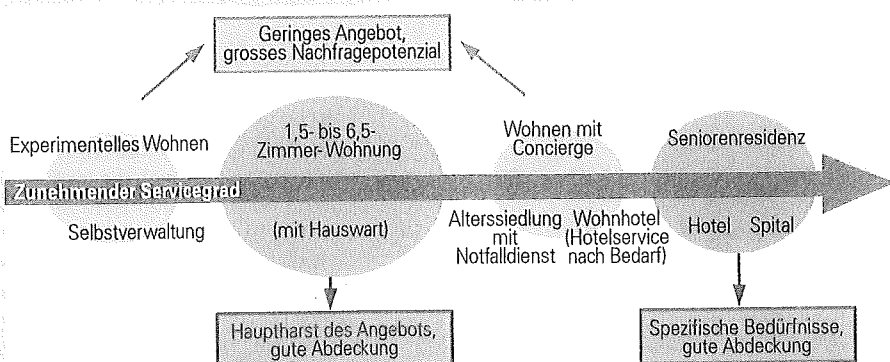 Geringes Angebot,
grosses Nachfragepotenzial
Experimentelles Wohnen
1,5- bis 6,5-
Zimmer-Wohnung
Wohnen mit
Concierge
Seniorenresidenz
Zunehmender Servicegrad
Selbstverwaltung
(mit Hauswart)
Alterssiedlung
mit
Notfalldienst
Wohnhotel
(Hotelservice
nach Bedarf)
Hotel Spital
Hauptharst des Angebots,
gute Abdeckung
Spezifische Bedürfnisse,
gute Abdeckung